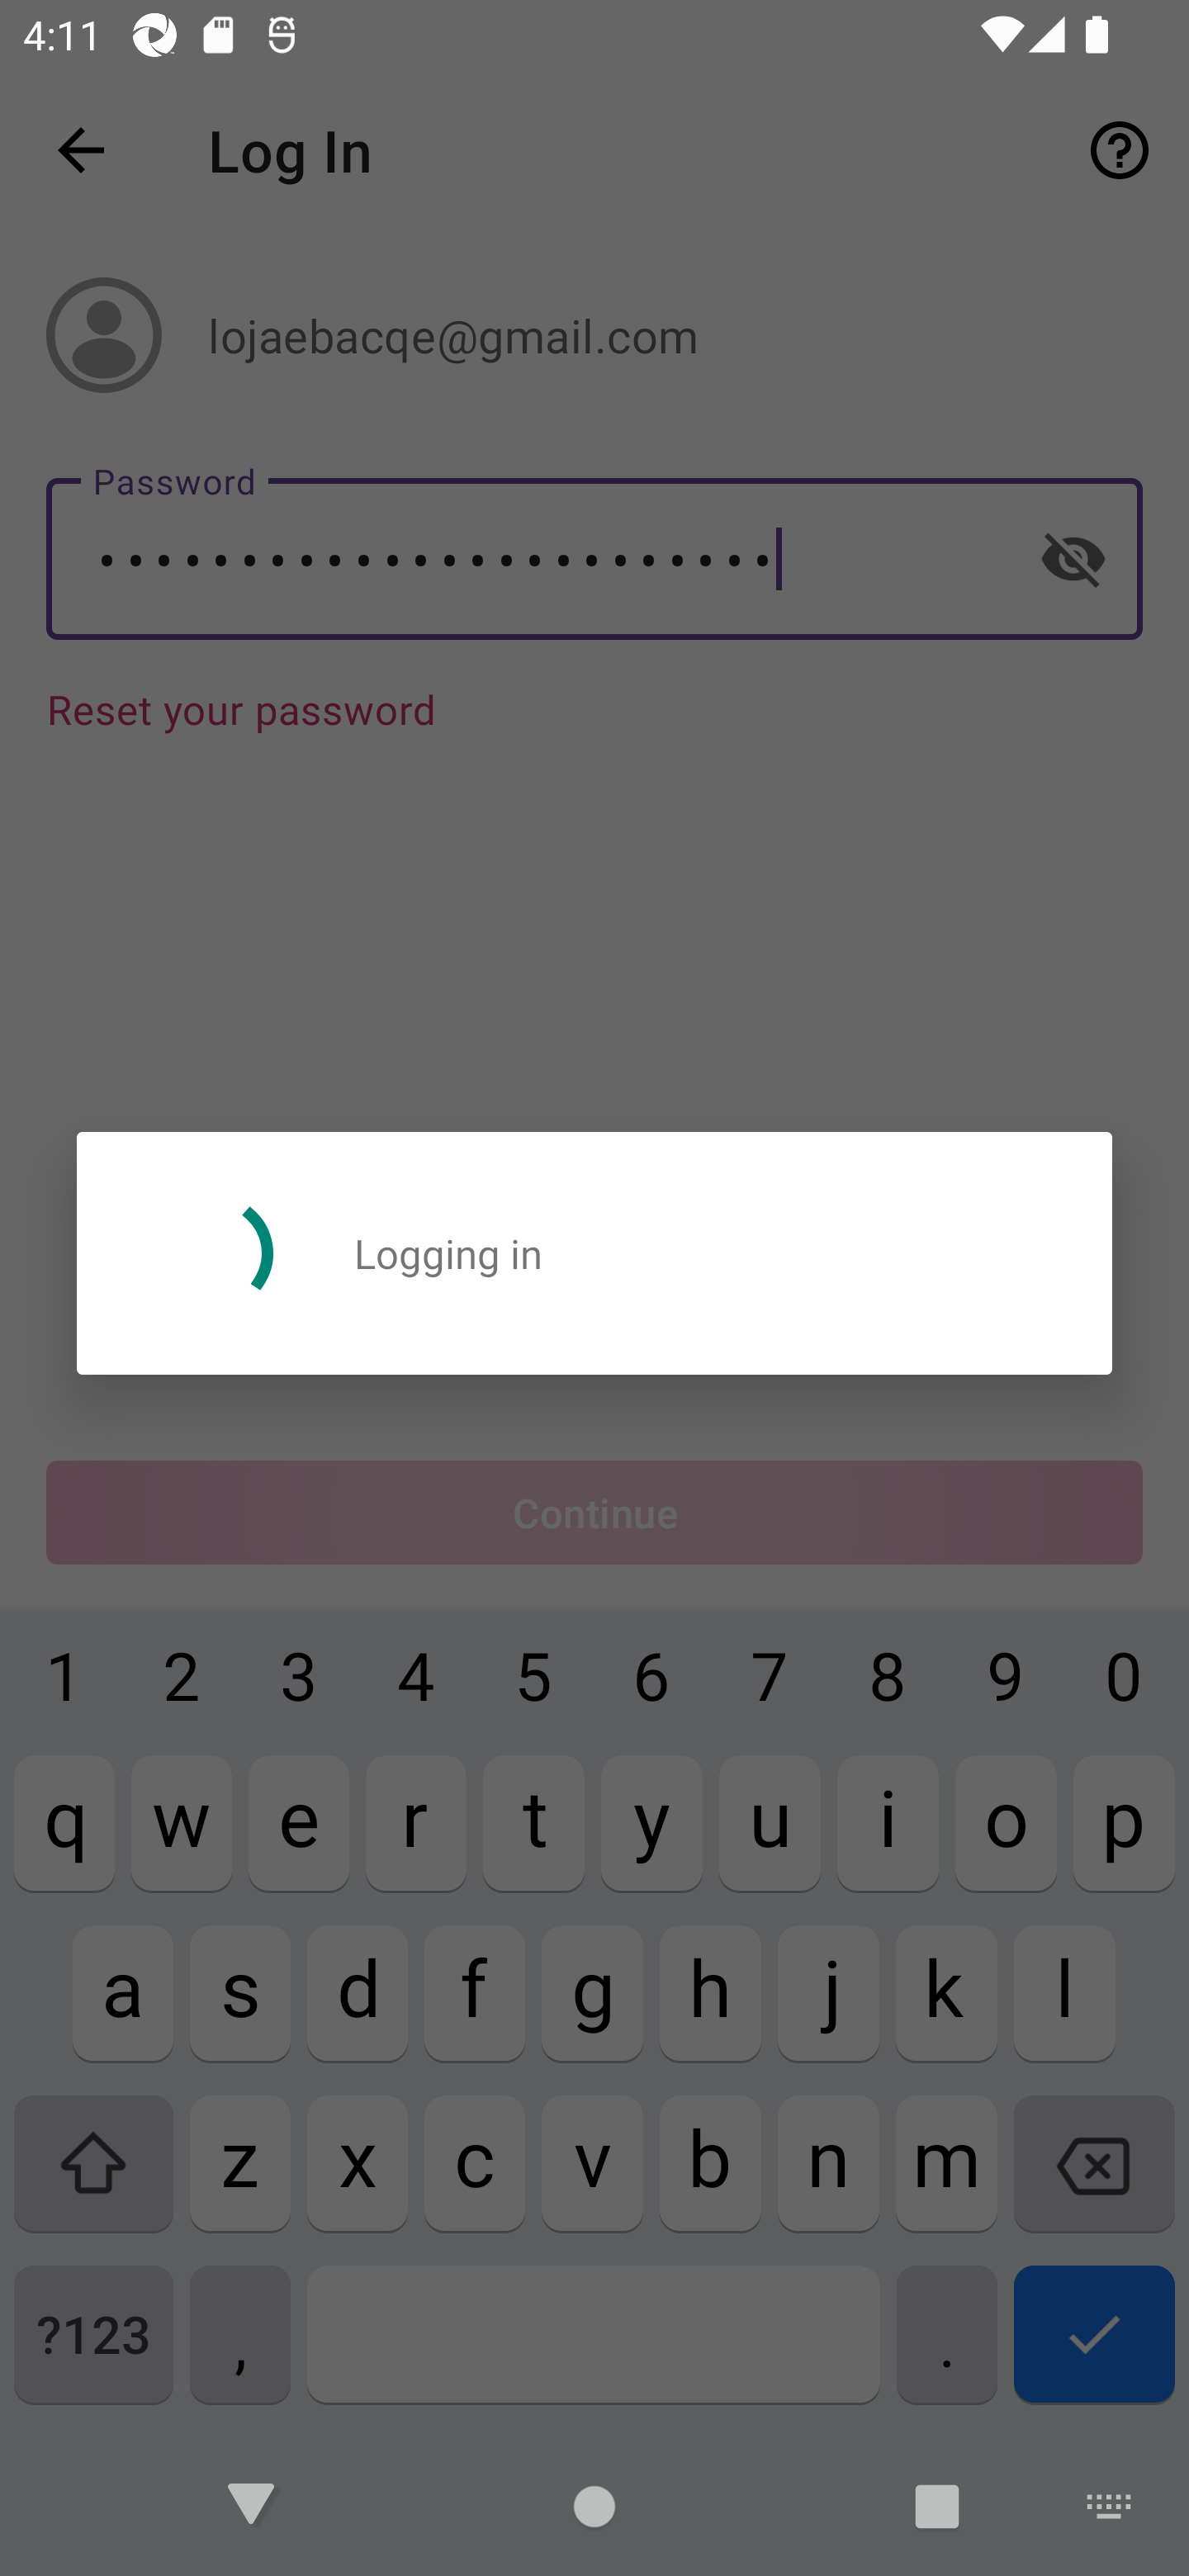 4:11
Log In
lojaebacqe@gmail.com
Password
Reset your password
Logging in
Continue
1 2 3 4 5 6 7 8 9 0
q w e r t y u i o p
a s d f g h j k l
z x c v b n m
?123 , .